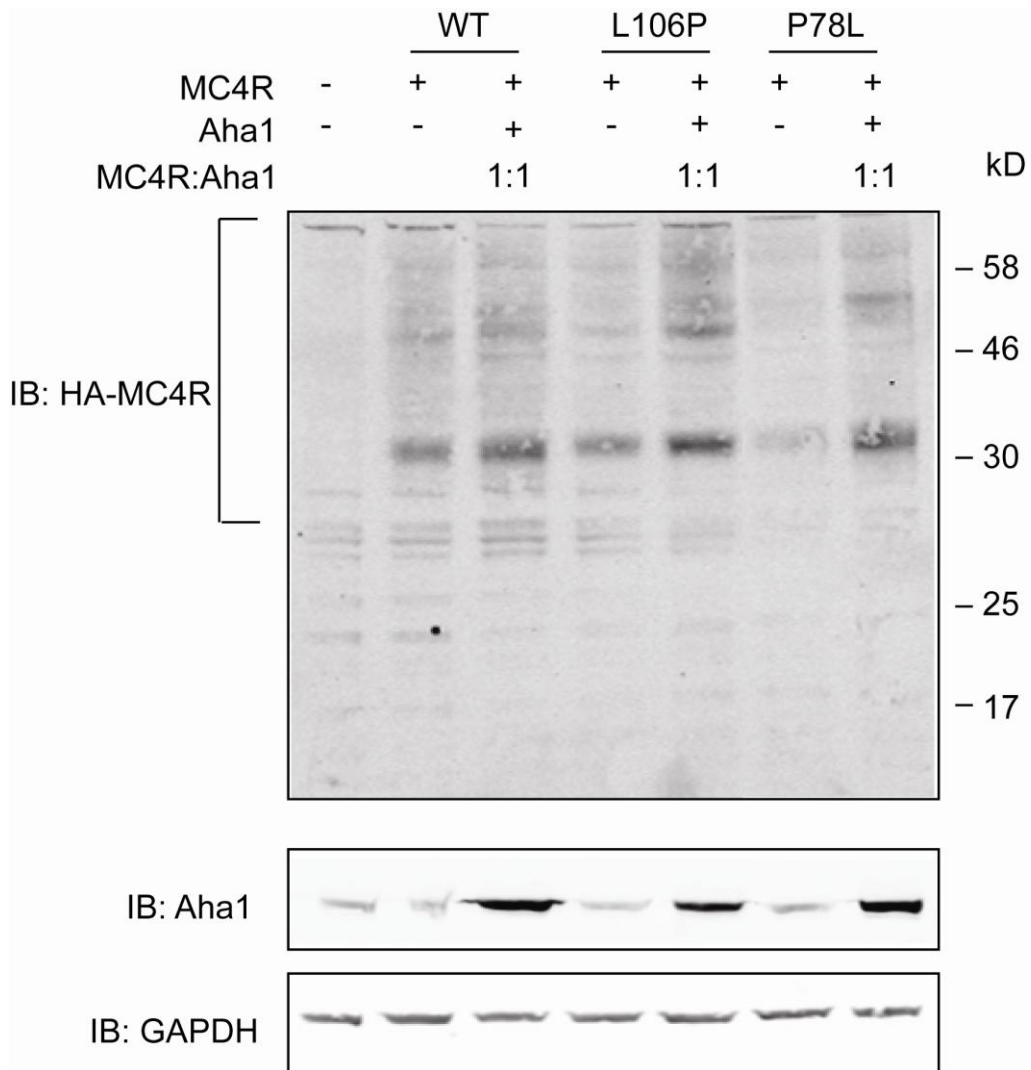 WT L106P P78L
MC4R - + + + + + +
Aha1 - - + - + - +
MC4R:Aha1 1:1 1:1 1:1 kD
– 58
– 46
IB: HA-MC4R
– 30
– 25
– 17
IB: Aha1
IB: GAPDH